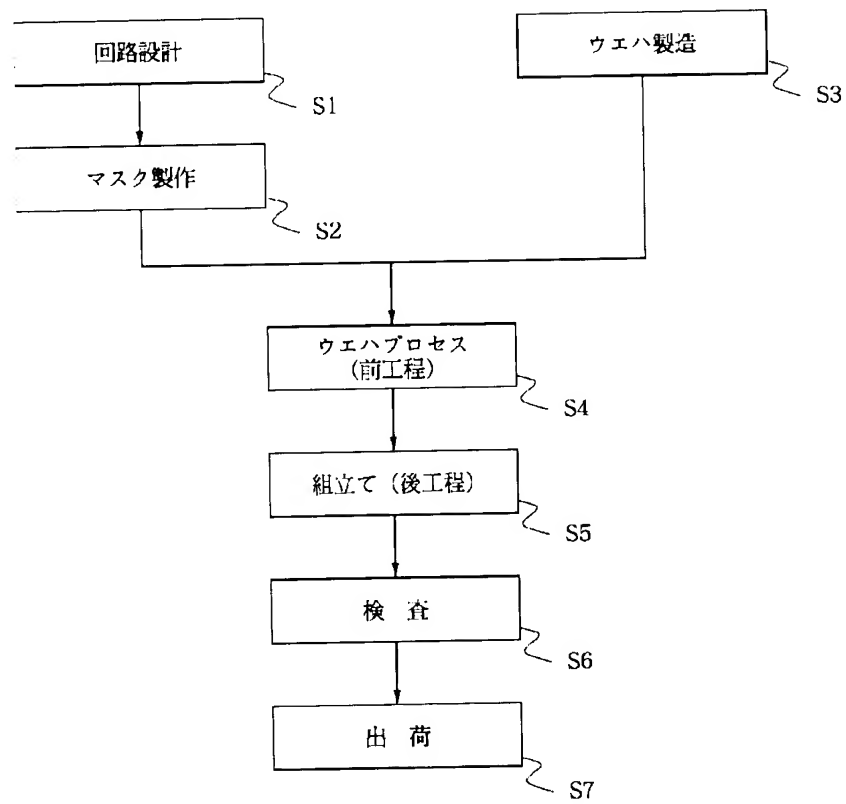 回路設計
S1
ウエハ製造
S3
マスク製作
S2
ウエハプロセス
(前工程)
S4
組立て（後工程）
S5
検 査
S6
出 荷
S7